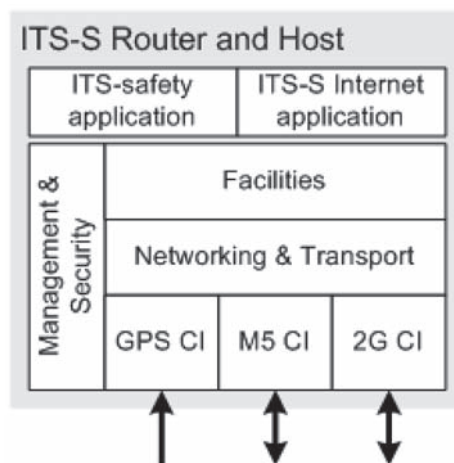 ITS-S Router and Host
ITS-safety
application
ITS-S Internet
application
Management &
Security
Facilities
Networking & Transport
GPS CI
M5 CI
2G CI